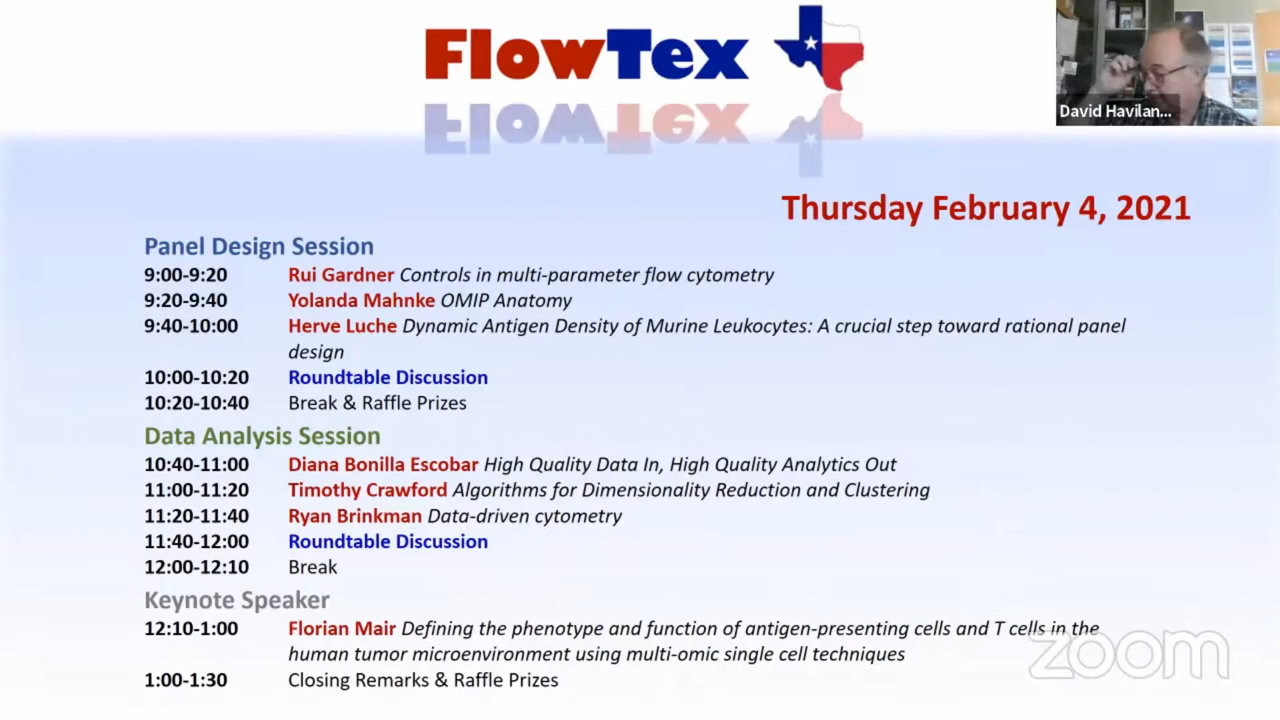 FlowTex
David Havilan...
Thursday February 4, 2021
Panel Design Session
9:00-9:20 Rui Gardner Controls in multi-parameter flow cytometry
9:20-9:40 Yolanda Mahnke OMIP Anatomy
9:40-10:00 Herve Luche Dynamic Antigen Density of Murine Leukocytes: A crucial step toward rational panel
design
10:00-10:20 Roundtable Discussion
10:20-10:40 Break & Raffle Prizes
Data Analysis Session
10:40-11:00 Diana Bonilla Escobar High Quality Data In, High Quality Analytics Out
11:00-11:20 Timothy Crawford Algorithms for Dimensionality Reduction and Clustering
11:20-11:40 Ryan Brinkman Data-driven cytometry
11:40-12:00 Roundtable Discussion
12:00-12:10 Break
Keynote Speaker
12:10-1:00 Florian Mair Defining the phenotype and function of antigen-presenting cells and T cells in the
human tumor microenvironment using multi-omic single cell techniques
zoom
1:00-1:30 Closing Remarks & Raffle Prizes